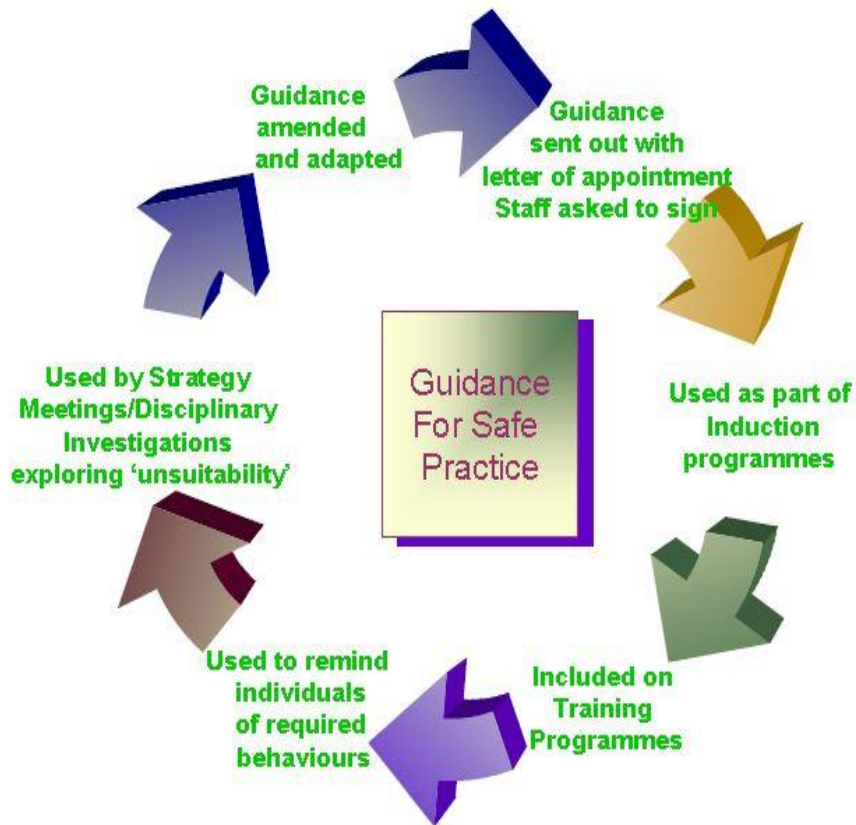 Guidance
amended
and adapted
Guidance
sent out with
letter of appointment
Staff asked to sign
Used as part of
Induction
programmes
Included on
Training
Programmes
Used to remind
individuals
of required
behaviours
Used by Strategy
Meetings/Disciplinary
Investigations
exploring ‘unsuitability’
Guidance
For Safe
Practice